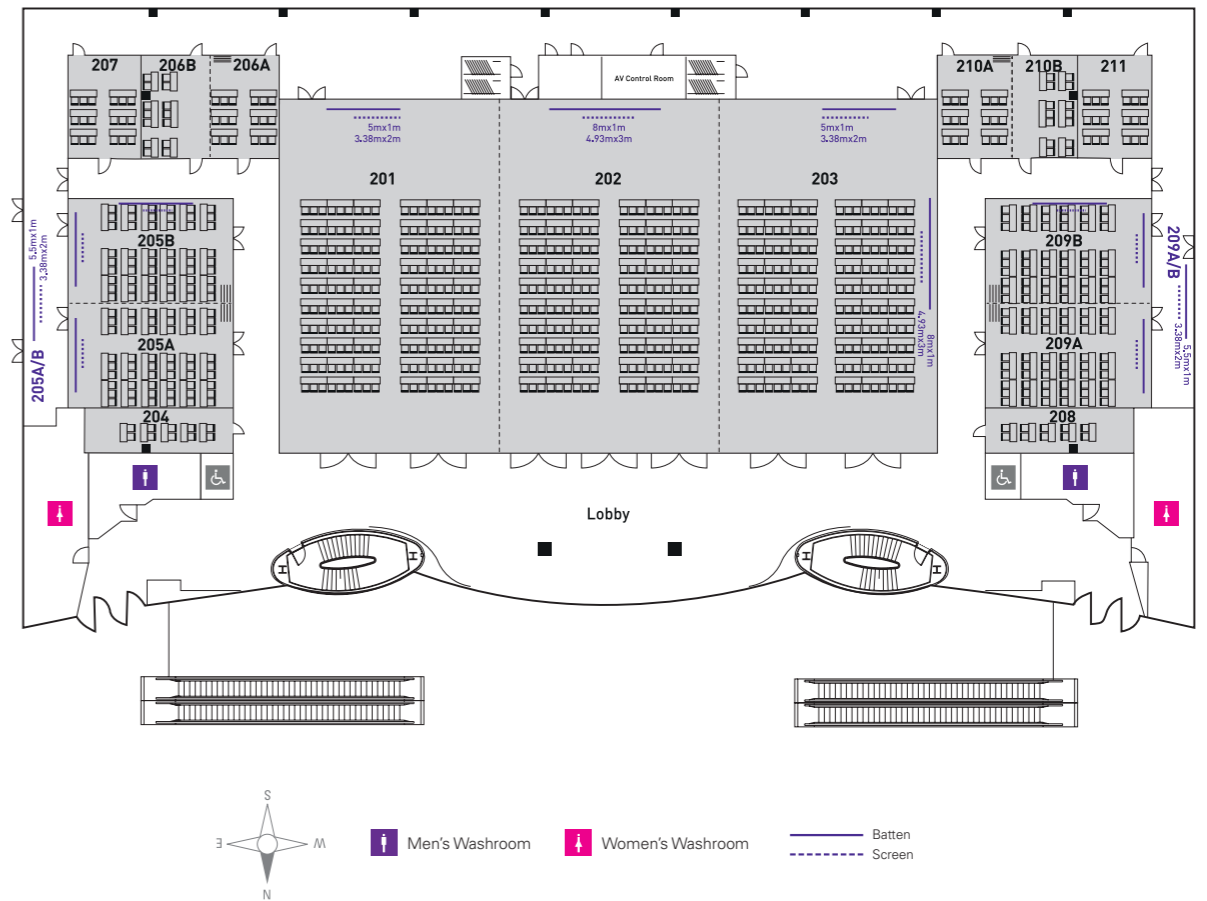 207
206B
206A
AV Control Room
210A
210B
211
5mx1m
3.38mx2m
8mx1m
4.93mx3m
5mx1m
3.38mx2m
201
202
203
205B
205A
205A/B
5.5mx1m
3.38mx2m
8mx1m
4.93mx3m
209B
209A
209A/B
5.5mx1m
3.38mx2m
204
208
Lobby
S
E
W
N
Men's Washroom
Women's Washroom
Batten
Screen